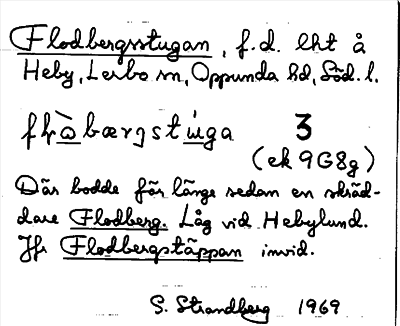 Flodbergsstugan, f.d. lht å
Heby, Lerbo sn, Oppunda hd, Söd. l.
3
(ek 9G8g)
Där bodde för länge sedan en skräd-
dare Flodberg. Låg vid Hebylund.
Jfr Flodbergstäppan invid.
S. Strandberg 1969